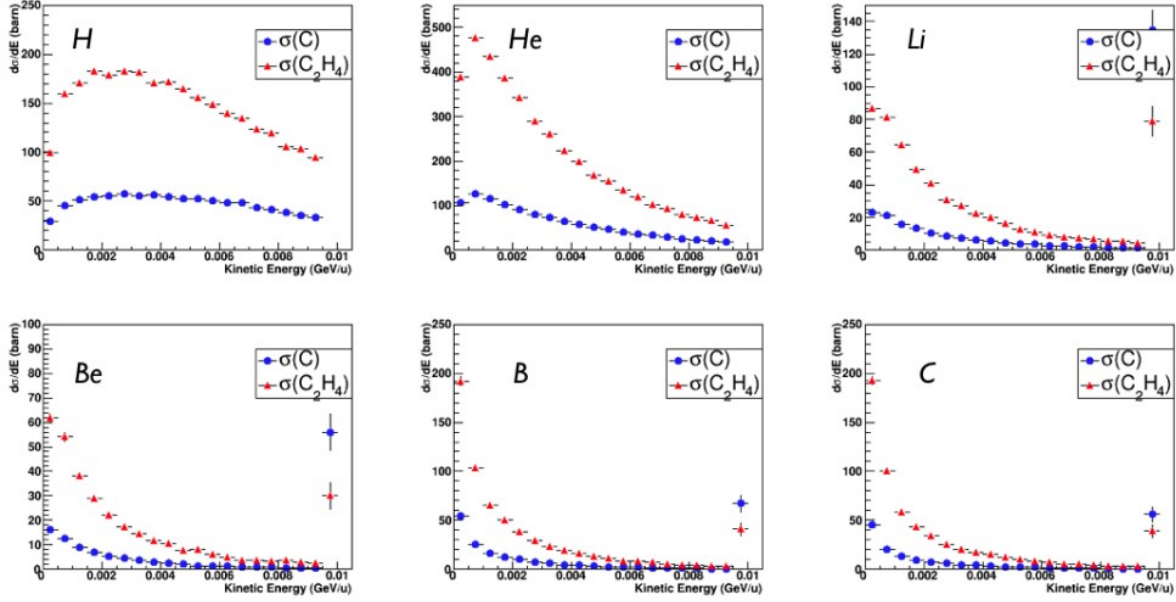 dσ/dE (barn)
250
200
150
100
50
0
H
σ(C)
σ(C₂H₄)
0
0.002
0.004
0.006
0.008
0.01
Kinetic Energy (GeV/u)
dσ/dE (barn)
500
400
300
200
100
0
He
σ(C)
σ(C₂H₄)
0
0.002
0.004
0.006
0.008
0.01
Kinetic Energy (GeV/u)
dσ/dE (barn)
140
120
100
80
60
40
20
0
Li
σ(C)
σ(C₂H₄)
0
0.002
0.004
0.006
0.008
0.01
Kinetic Energy (GeV/u)
dσ/dE (barn)
100
90
80
70
60
50
40
30
20
10
0
Be
σ(C)
σ(C₂H₄)
0
0.002
0.004
0.006
0.008
0.01
Kinetic Energy (GeV/u)
dσ/dE (barn)
250
200
150
100
50
0
B
σ(C)
σ(C₂H₄)
0
0.002
0.004
0.006
0.008
0.01
Kinetic Energy (GeV/u)
dσ/dE (barn)
250
200
150
100
50
0
C
σ(C)
σ(C₂H₄)
0
0.002
0.004
0.006
0.008
0.01
Kinetic Energy (GeV/u)